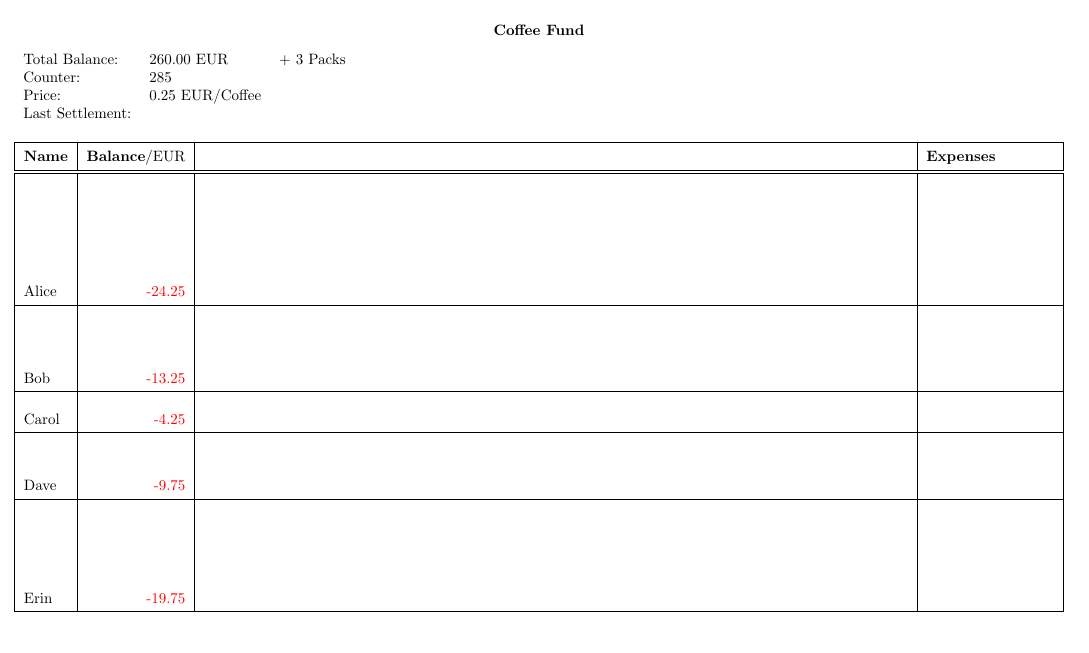 Coffee Fund
Total Balance: 260.00 EUR + 3 Packs
Counter: 285
Price: 0.25 EUR/Coffee
Last Settlement:
Name Balance/EUR Expenses
Alice -24.25
Bob -13.25
Carol -4.25
Dave -9.75
Erin -19.75